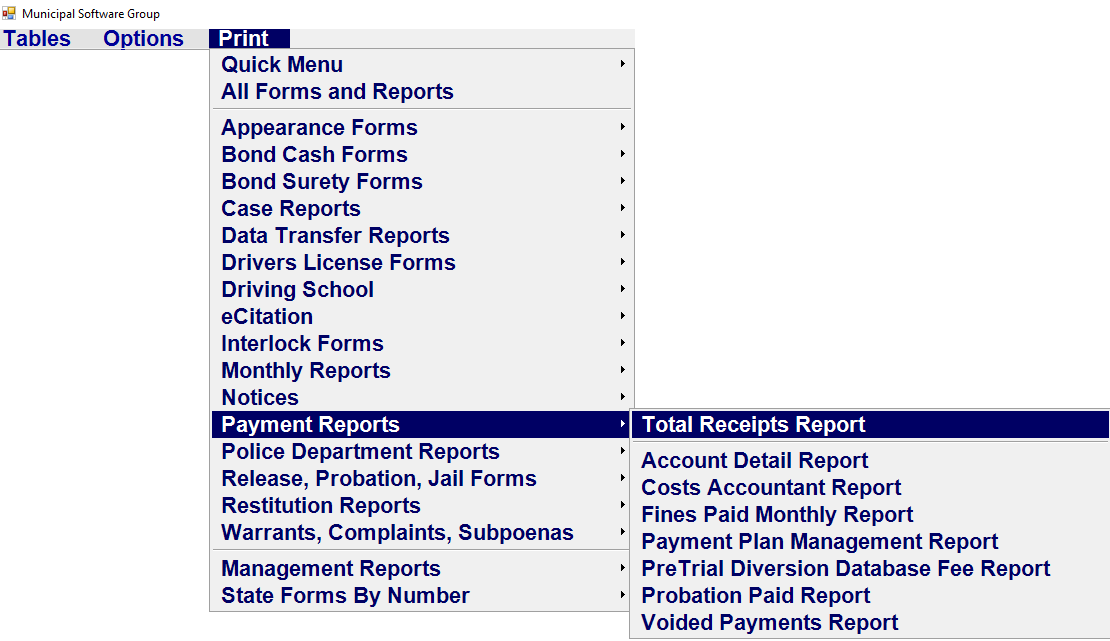 Municipal Software Group
Tables Options Print
Quick Menu
All Forms and Reports
Appearance Forms
Bond Cash Forms
Bond Surety Forms
Case Reports
Data Transfer Reports
Drivers License Forms
Driving School
eCitation
Interlock Forms
Monthly Reports
Notices
Payment Reports
Police Department Reports
Release, Probation, Jail Forms
Restitution Reports
Warrants, Complaints, Subpoenas
Management Reports
State Forms By Number
Total Receipts Report
Account Detail Report
Costs Accountant Report
Fines Paid Monthly Report
Payment Plan Management Report
PreTrial Diversion Database Fee Report
Probation Paid Report
Voided Payments Report